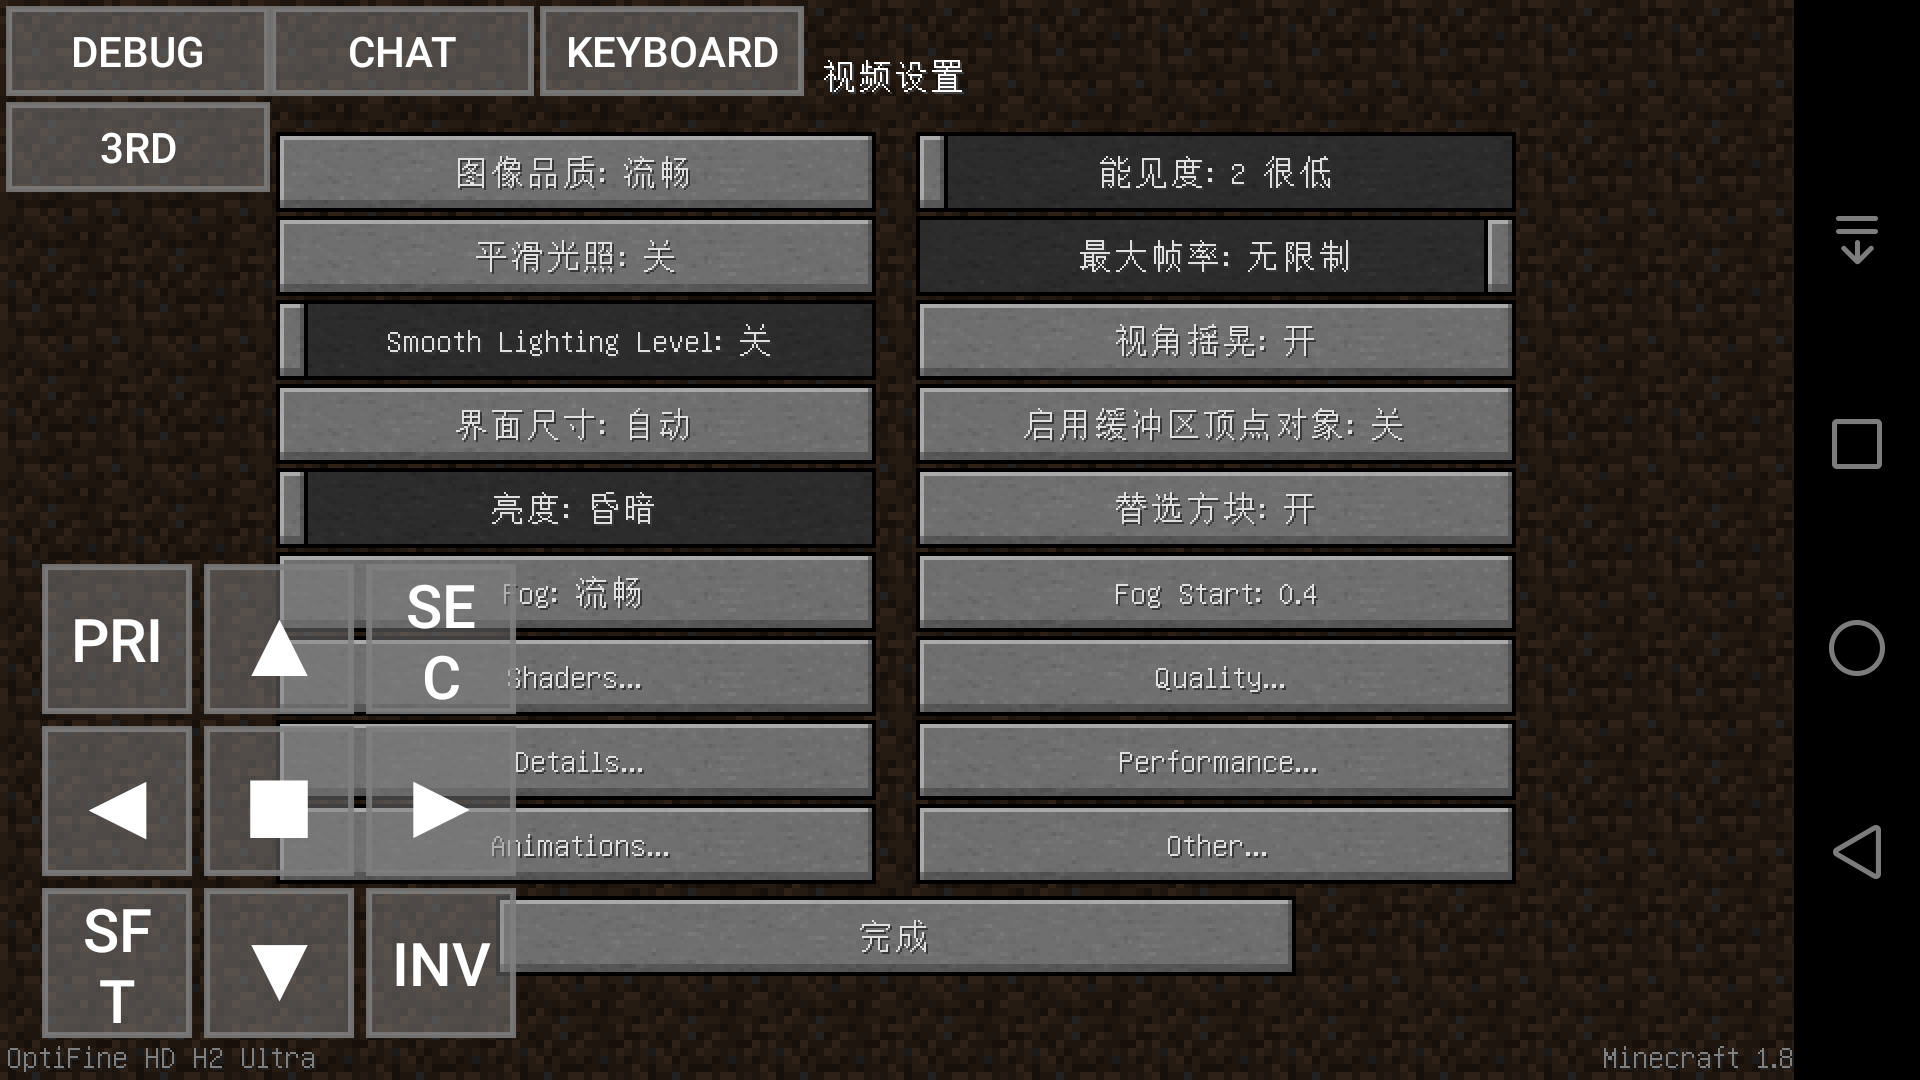 DEBUG
CHAT
KEYBOARD
视频设置
3RD
图像品质: 流畅
能见度: 2 很低
平滑光照: 关
最大帧率: 无限制
Smooth Lighting Level: 关
视角摇晃: 开
界面尺寸: 自动
启用缓冲区顶点对象: 关
亮度: 昏暗
替选方块: 开
Fog: 流畅
Fog Start: 0.4
PRI
SE
C
Shaders...
Quality...
Details...
Performance...
Animations...
Other...
SF
T
INV
完成
OptiFine HD H2 Ultra
Minecraft 1.8